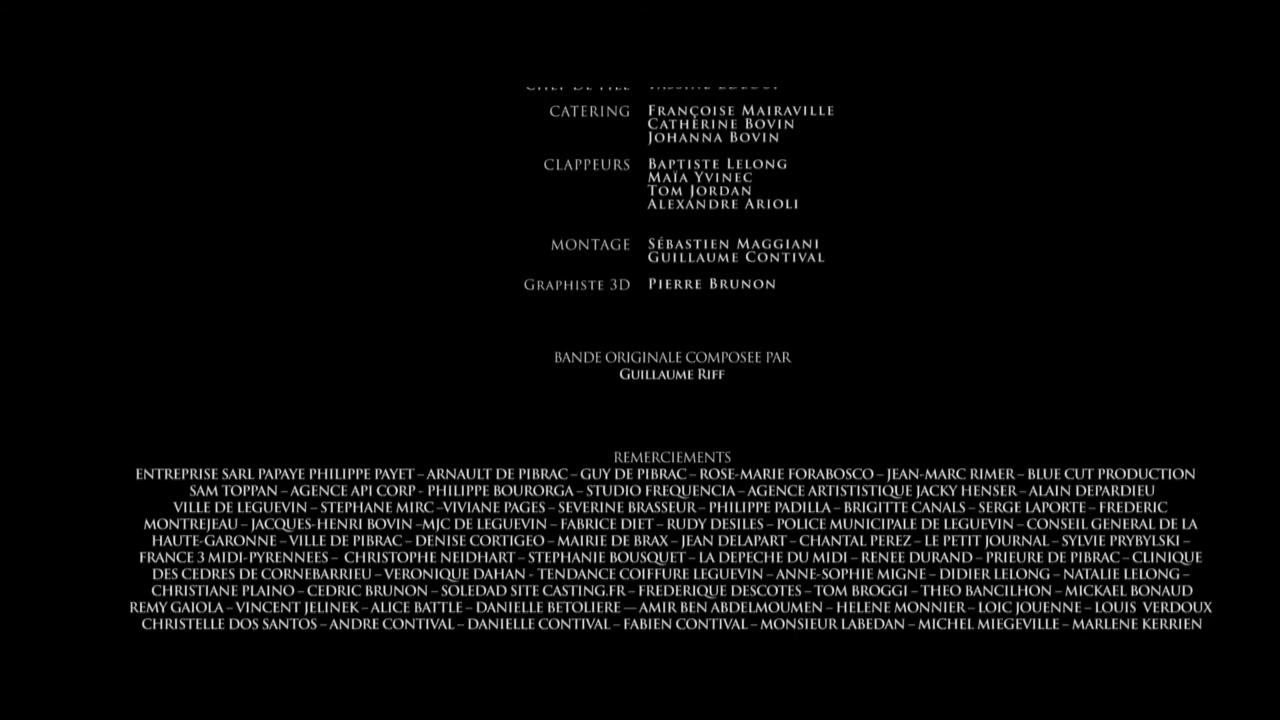 CATERING FRANÇOISE MAIRAVILLE
CATHERINE BOVIN
JOHANNA BOVIN
CLAPPEURS BAPTISTE LELONG
MAÏA YVINEC
TOM JORDAN
ALEXANDRE ARIOLI
MONTAGE SÉBASTIEN MAGGIANI
GUILLAUME CONTIVAL
GRAPHISTE 3D PIERRE BRUNON
BANDE ORIGINALE COMPOSEE PAR
GUILLAUME RIFF
REMERCIEMENTS
ENTREPRISE SARL PAPAYE PHILIPPE PAYET – ARNAULT DE PIBRAC – GUY DE PIBRAC – ROSE-MARIE FORABOSCO – JEAN-MARC RIMER – BLUE CUT PRODUCTION
SAM TOPPAN – AGENCE API CORP - PHILIPPE BOURORGA – STUDIO FREQUENCIA – AGENCE ARTISTISTIQUE JACKY HENSER – ALAIN DEPARDIEU
VILLE DE LEGUEVIN – STEPHANE MIRC –VIVIANE PAGES – SEVERINE BRASSEUR – PHILIPPE PADILLA – BRIGITTE CANALS – SERGE LAPORTE – FREDERIC
MONTREJEAU – JACQUES-HENRI BOVIN –MJC DE LEGUEVIN – FABRICE DIET – RUDY DESILES – POLICE MUNICIPALE DE LEGUEVIN – CONSEIL GENERAL DE LA
HAUTE-GARONNE – VILLE DE PIBRAC – DENISE CORTIGEO – MAIRIE DE BRAX – JEAN DELAPART – CHANTAL PEREZ – LE PETIT JOURNAL – SYLVIE PRYBYLSKI –
FRANCE 3 MIDI-PYRENNEES – CHRISTOPHE NEIDHART – STEPHANIE BOUSQUET – LA DEPECHE DU MIDI – RENEE DURAND – PRIEURE DE PIBRAC – CLINIQUE
DES CEDRES DE CORNEBARRIEU – VERONIQUE DAHAN - TENDANCE COIFFURE LEGUEVIN – ANNE-SOPHIE MIGNE – DIDIER LELONG – NATALIE LELONG –
CHRISTIANE PLAINO – CEDRIC BRUNON – SOLEDAD SITE CASTING.FR – FREDERIQUE DESCOTES – TOM BROGGI – THEO BANCILHON – MICKAEL BONAUD
REMY GAIOLA – VINCENT JELINEK – ALICE BATTLE – DANIELLE BETOLIERE — AMIR BEN ABDELMOUMEN – HELENE MONNIER – LOIC JOUENNE – LOUIS VERDOUX
CHRISTELLE DOS SANTOS – ANDRE CONTIVAL – DANIELLE CONTIVAL – FABIEN CONTIVAL – MONSIEUR LABEDAN – MICHEL MIEGEVILLE – MARLENE KERRIEN